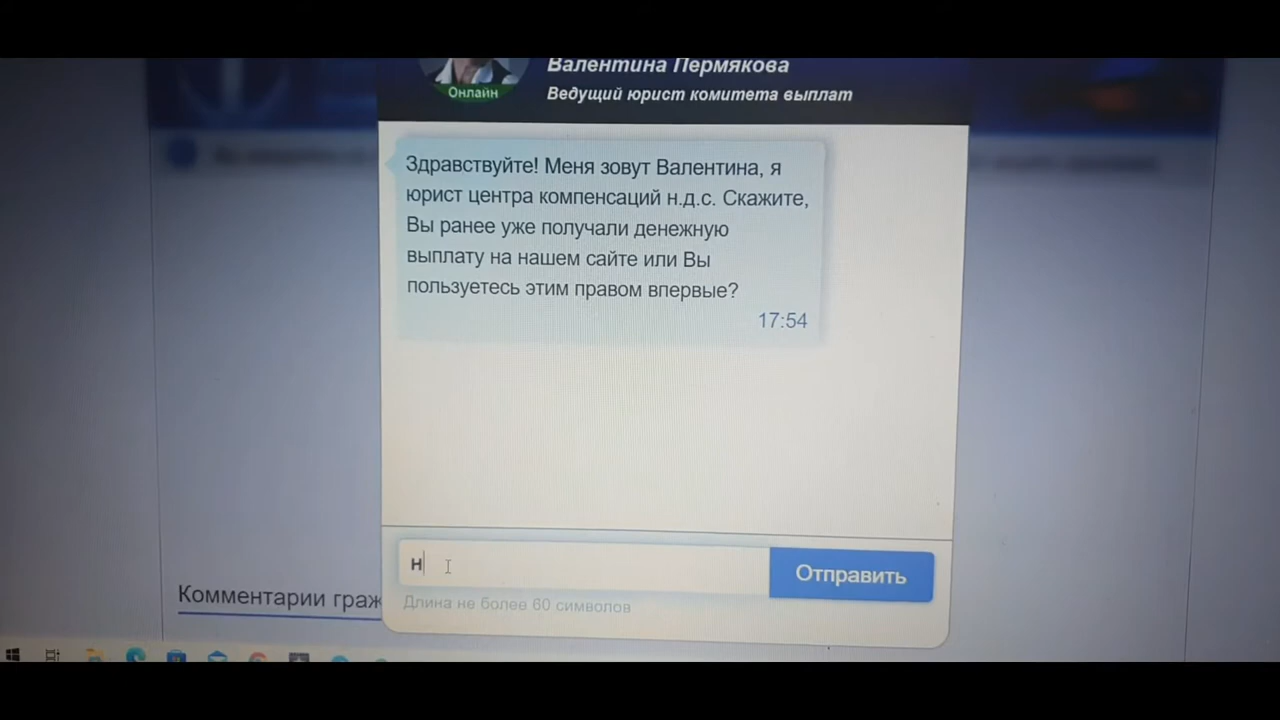 Валентина Пермякова
Онлайн
Ведущий юрист комитета выплат
Здравствуйте! Меня зовут Валентина, я
юрист центра компенсаций н.д.с. Скажите,
Вы ранее уже получали денежную
выплату на нашем сайте или Вы
пользуетесь этим правом впервые?
17:54
н
Отправить
Длина не более 60 символов
Комментарии граж